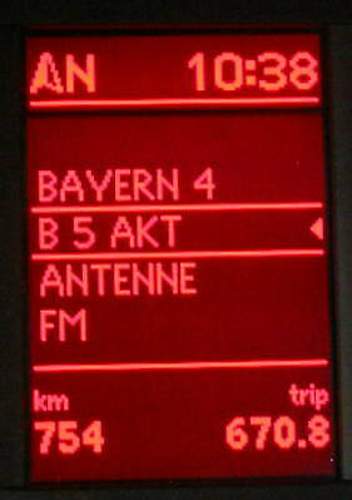 AN 10:38
BAYERN 4
B 5 AKT
ANTENNE
FM
km trip
754 670.8